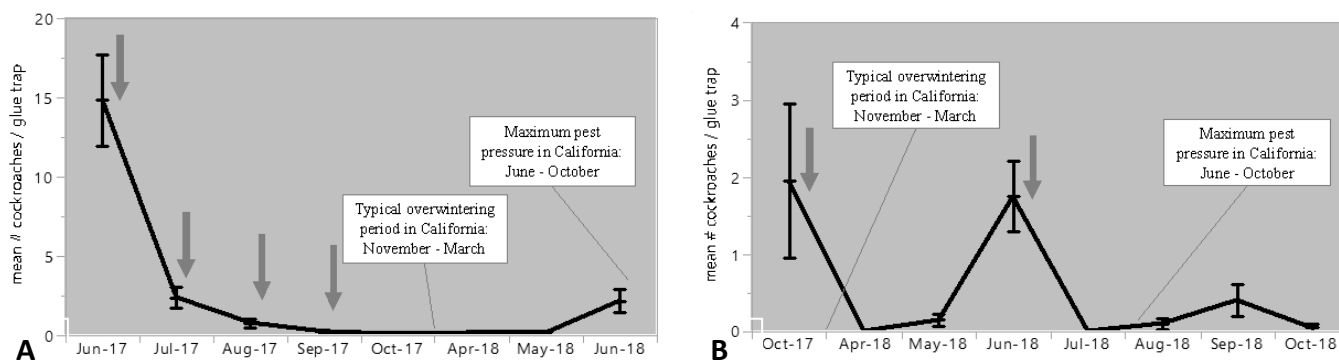 20
15
10
5
0
mean # cockroaches / glue trap
Typical overwintering
period in California:
November - March
Maximum pest
pressure in California:
June - October
Jun-17 Jul-17 Aug-17 Sep-17 Oct-17 Apr-18 May-18 Jun-18
A
4
3
2
1
0
mean # cockroaches / glue trap
Typical overwintering
period in California:
November - March
Maximum pest
pressure in California:
June - October
Oct-17 Apr-18 May-18 Jun-18 Jul-18 Aug-18 Sep-18 Oct-18
B